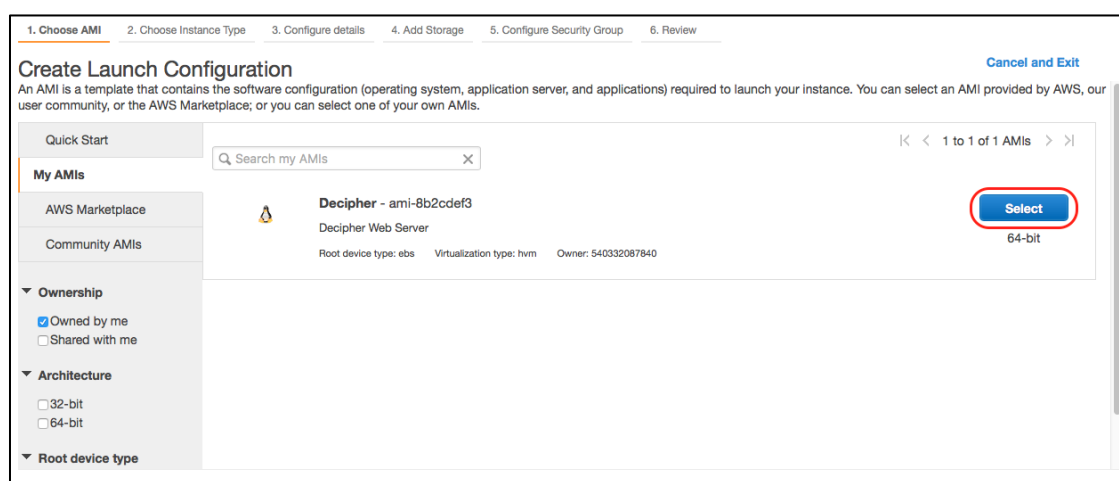 1. Choose AMI 2. Choose Instance Type 3. Configure details 4. Add Storage 5. Configure Security Group 6. Review
Create Launch Configuration
Cancel and Exit
An AMI is a template that contains the software configuration (operating system, application server, and applications) required to launch your instance. You can select an AMI provided by AWS, our
user community, or the AWS Marketplace; or you can select one of your own AMIs.
Quick Start
My AMIs
AWS Marketplace
Community AMIs
Ownership
Owned by me
Shared with me
Architecture
32-bit
64-bit
Root device type
Search my AMIs
1 to 1 of 1 AMIs
Decipher - ami-8b2cdef3
Decipher Web Server
Root device type: ebs Virtualization type: hvm Owner: 540332087840
Select
64-bit